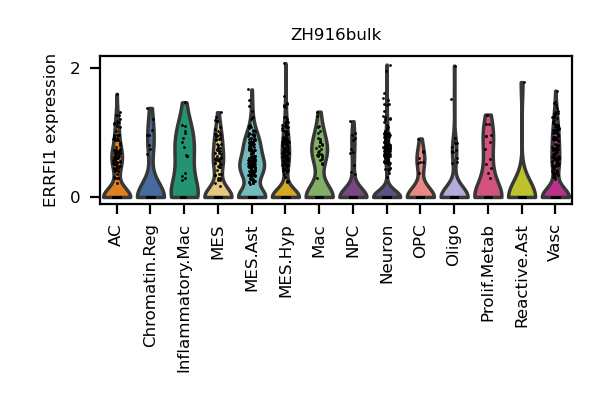 ZH916bulk
ERRFI1 expression
2
0
AC
Chromatin.Reg
Inflammatory.Mac
MES
MES.Ast
MES.Hyp
Mac
NPC
Neuron
OPC
Oligo
Prolif.Metab
Reactive.Ast
Vasc